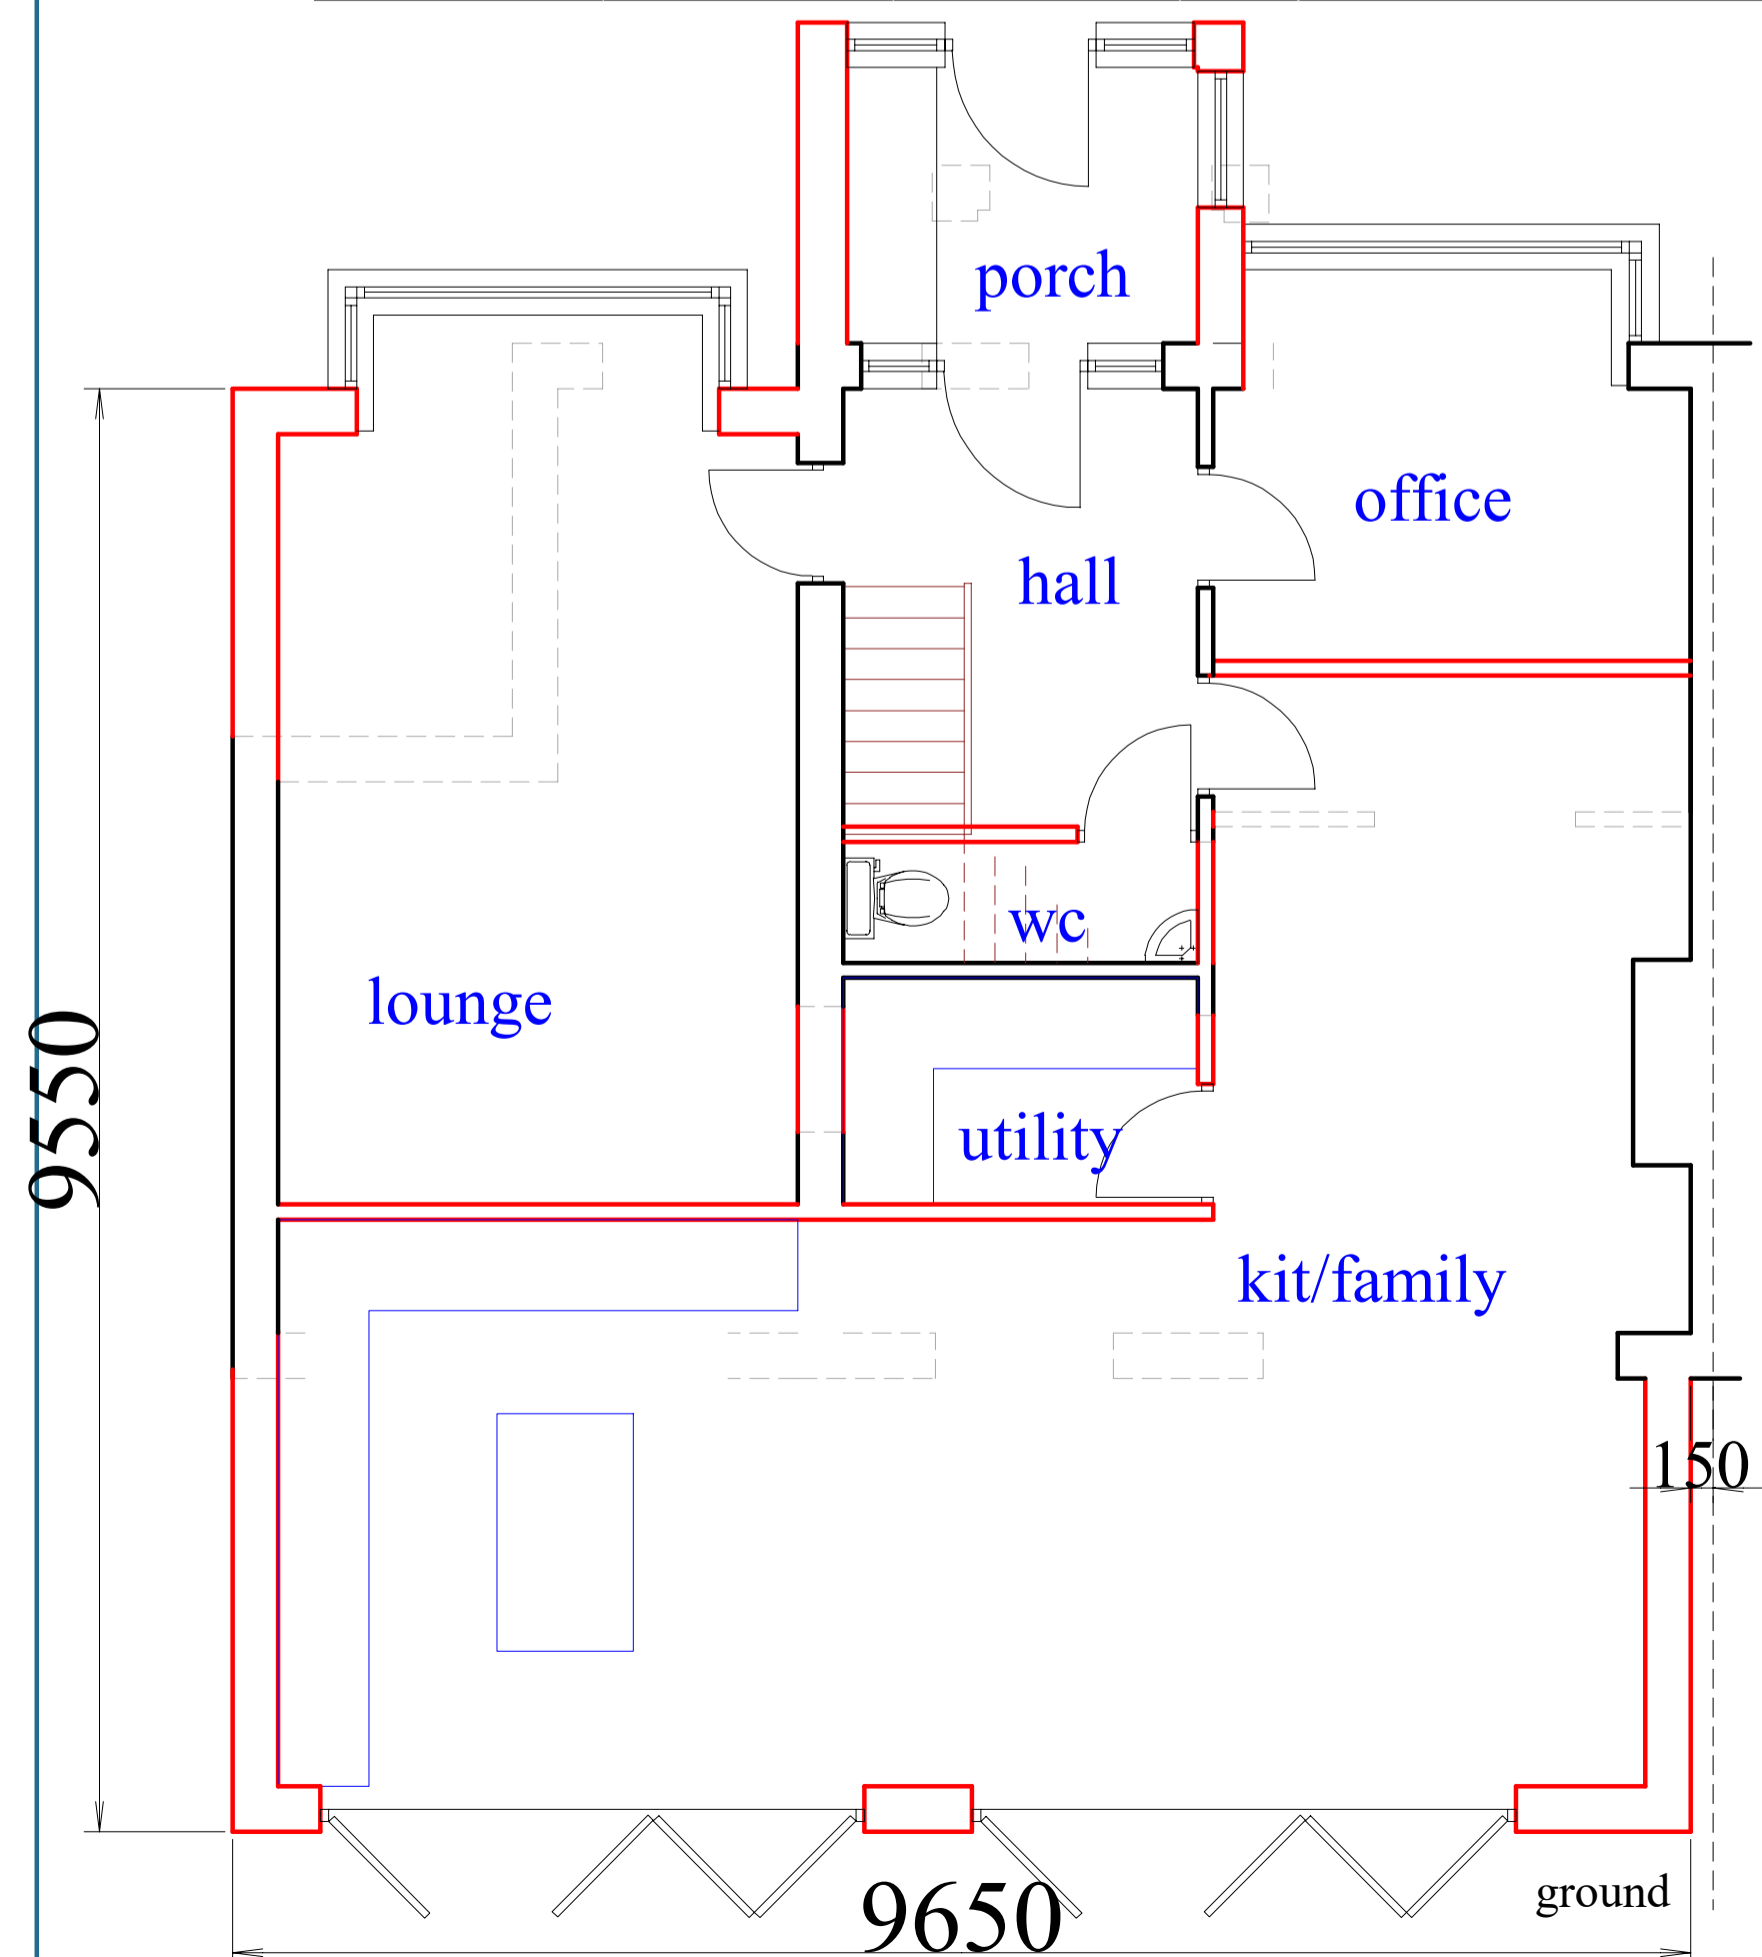 porch
office
hall
wc
lounge
utility
kit/family
9550
150
ground
9650